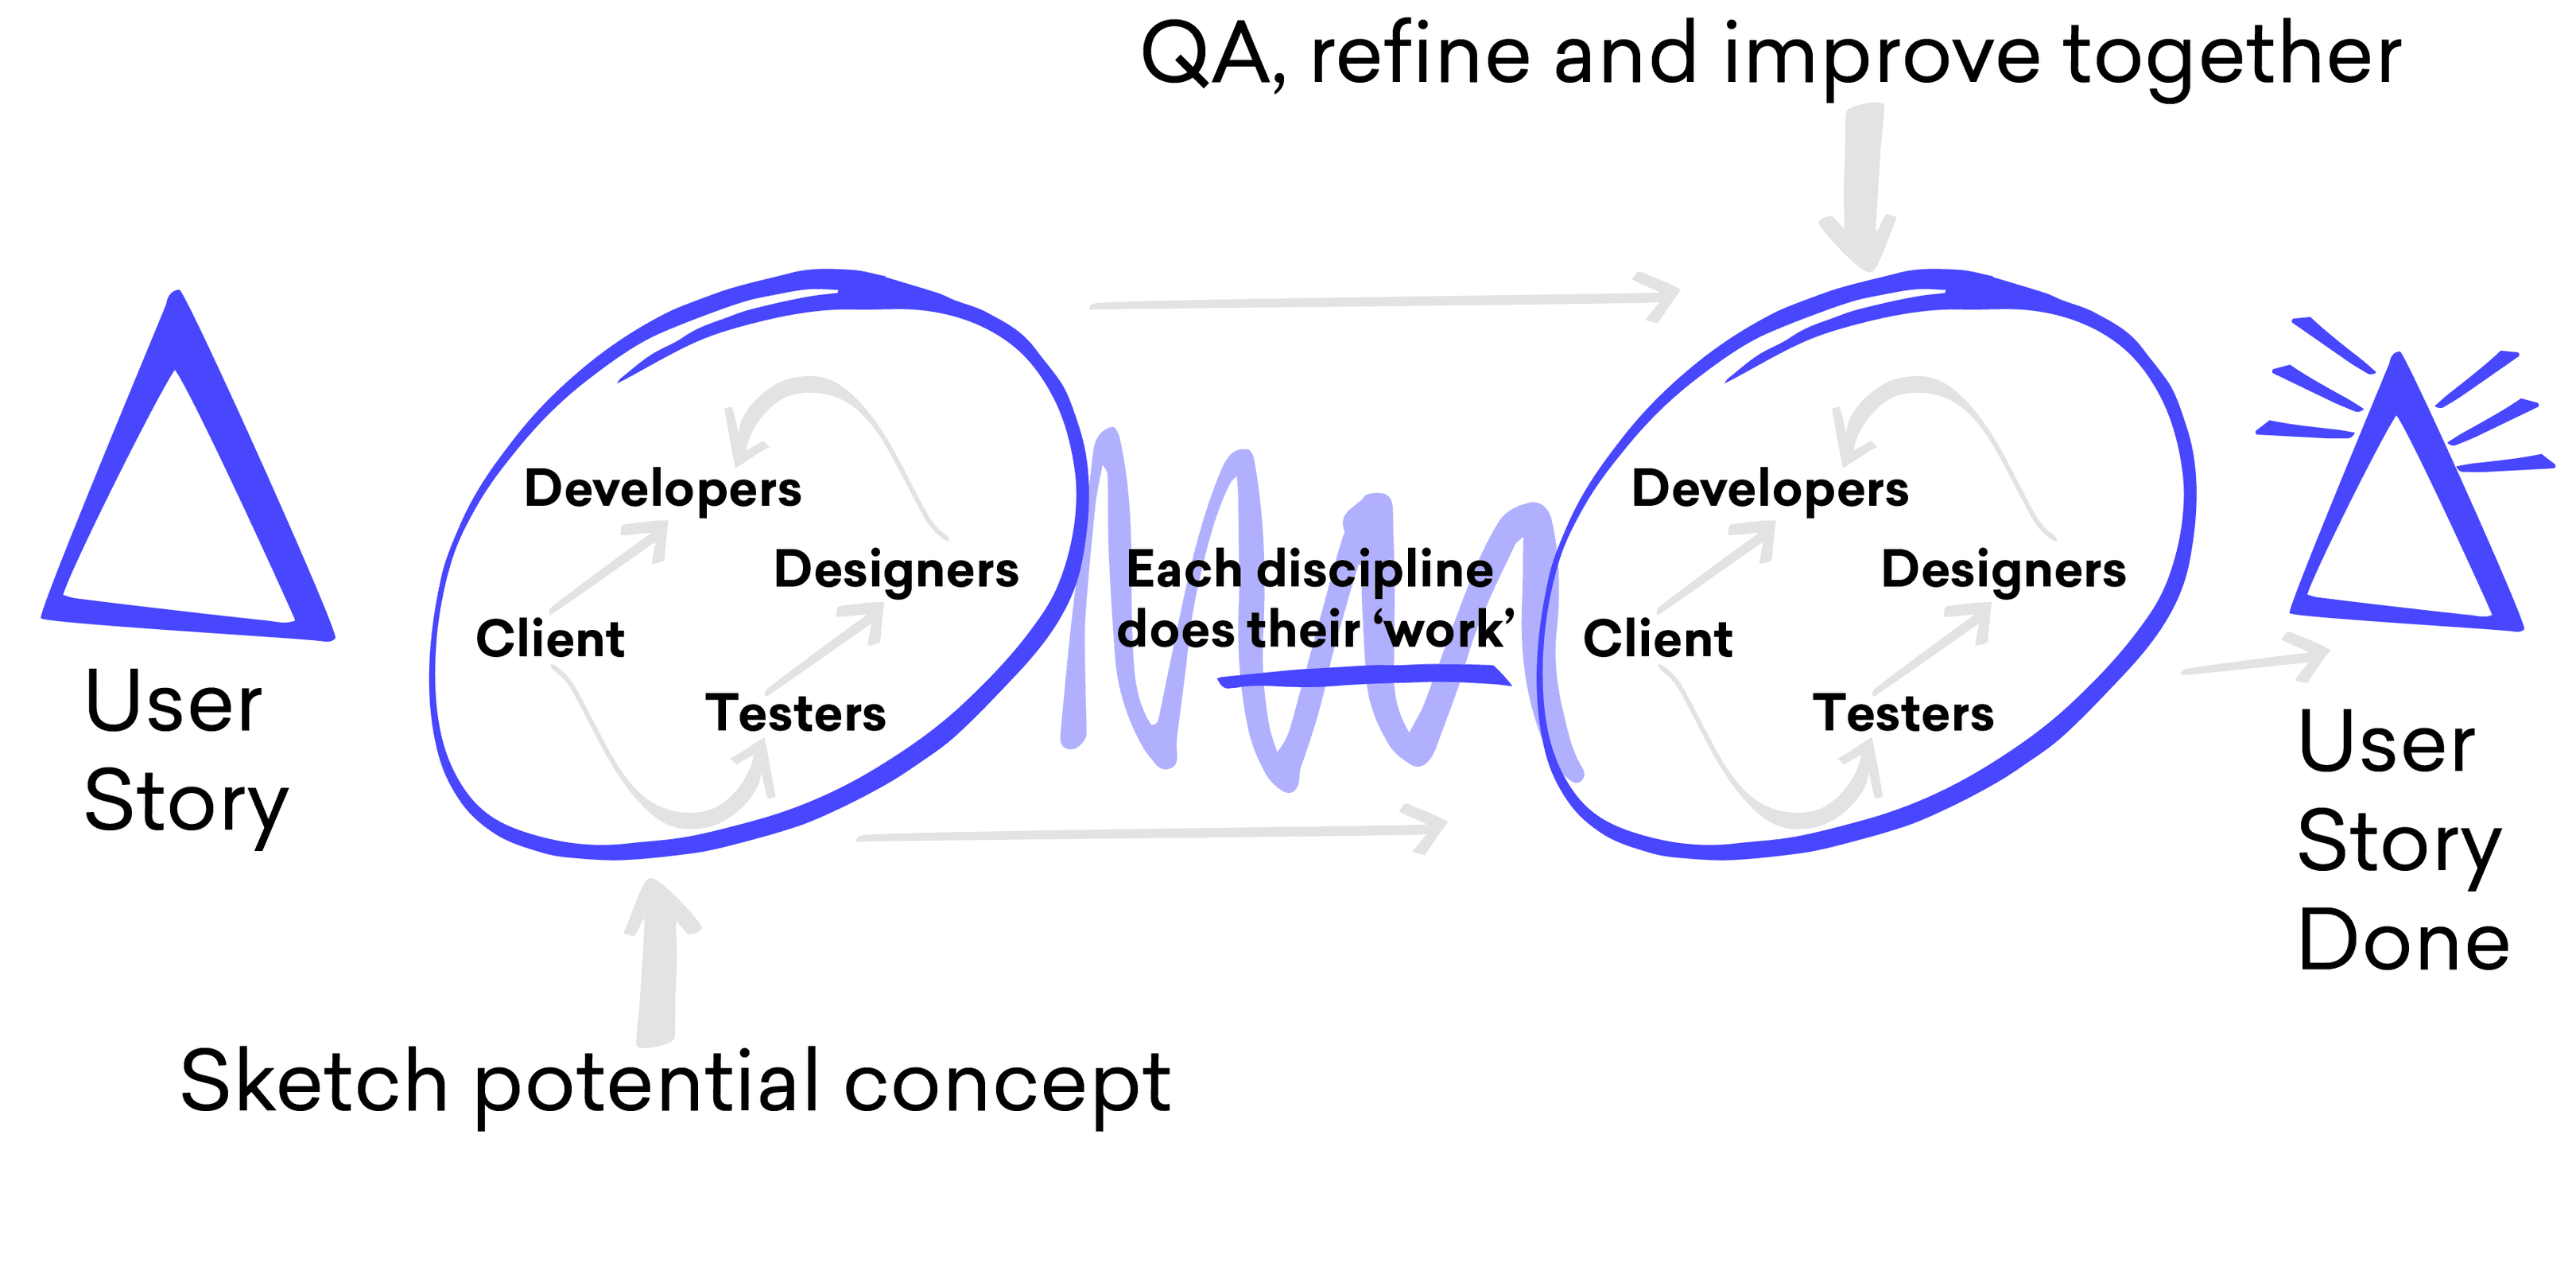 QA, refine and improve together
User
Story
Developers
Designers
Client
Testers
Each discipline
does their ‘work’
Developers
Designers
Client
Testers
User
Story
Done
Sketch potential concept